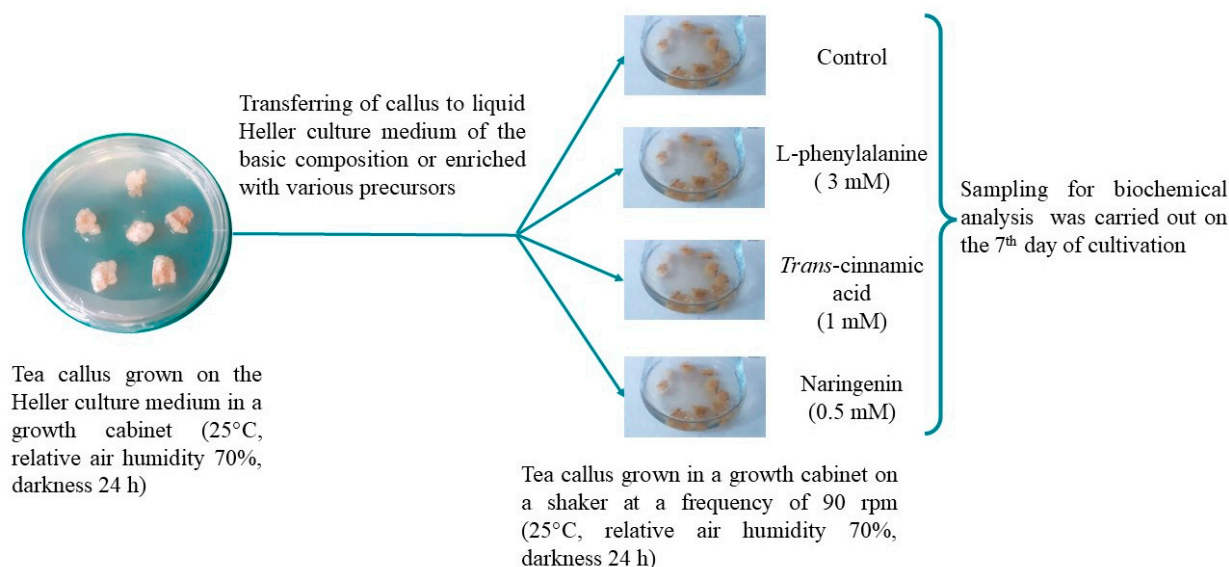 Transferring of callus to liquid
Heller culture medium of the
basic composition or enriched
with various precursors
Tea callus grown on the
Heller culture medium in a
growth cabinet (25°C,
relative air humidity 70%,
darkness 24 h)
Control
L-phenylalanine
( 3 mM)
Trans-cinnamic
acid
(1 mM)
Naringenin
(0.5 mM)
Tea callus grown in a growth cabinet on
a shaker at a frequency of 90 rpm
(25°C, relative air humidity 70%,
darkness 24 h)
Sampling for biochemical
analysis was carried out on
the 7th day of cultivation